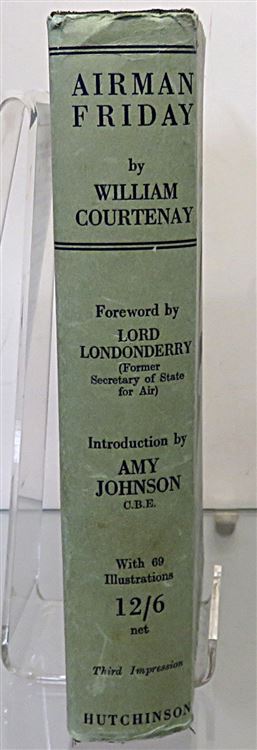 AIRMAN
FRIDAY
by
WILLIAM
COURTENAY
Foreword by
LORD
LONDONDERRY
(Former
Secretary of State
for Air)
Introduction by
AMY
JOHNSON
C.B.E.
With 69
Illustrations
12/6
net
Third Impression
HUTCHINSON